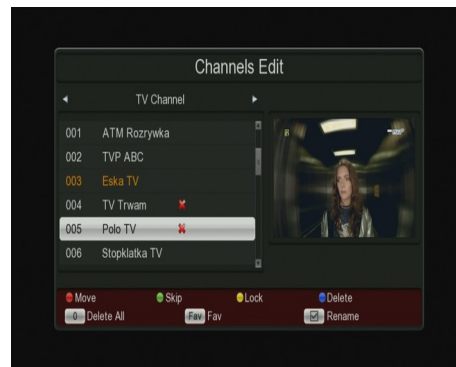 Channels Edit
TV Channel
001 ATM Rozrywka
002 TVP ABC
003 Eska TV
004 TV Trwam
005 Polo TV
006 Stopklatka TV
Move Skip Lock Delete
0 Delete All Fav Fav Rename